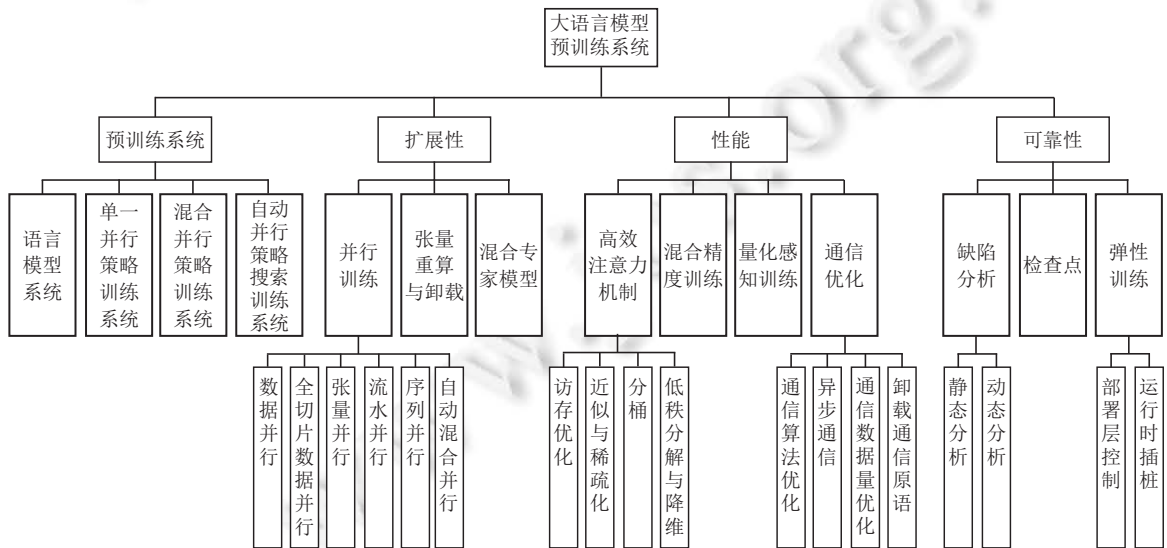 大语言模型
预训练系统
预训练系统
扩展性
性能
可靠性
语言
模型
系统
单一
并行
策略
训练
系统
混合
并行
策略
训练
系统
自动
并行
策略
搜索
训练
系统
并行
训练
张量
重算
与卸载
混合专
家模型
高效
注意力
机制
混合精
度训练
量化感
知训练
通信
优化
缺陷
分析
检查点
弹性
训练
数据并行
全切片数据并行
张量并行
流水并行
序列并行
自动混合并行
访存优化
近似与稀疏化
分桶
低秩分解与降维
通信算法优化
异步通信
通信数据量优化
卸载通信原语
静态分析
动态分析
部署层控制
运行时插桩